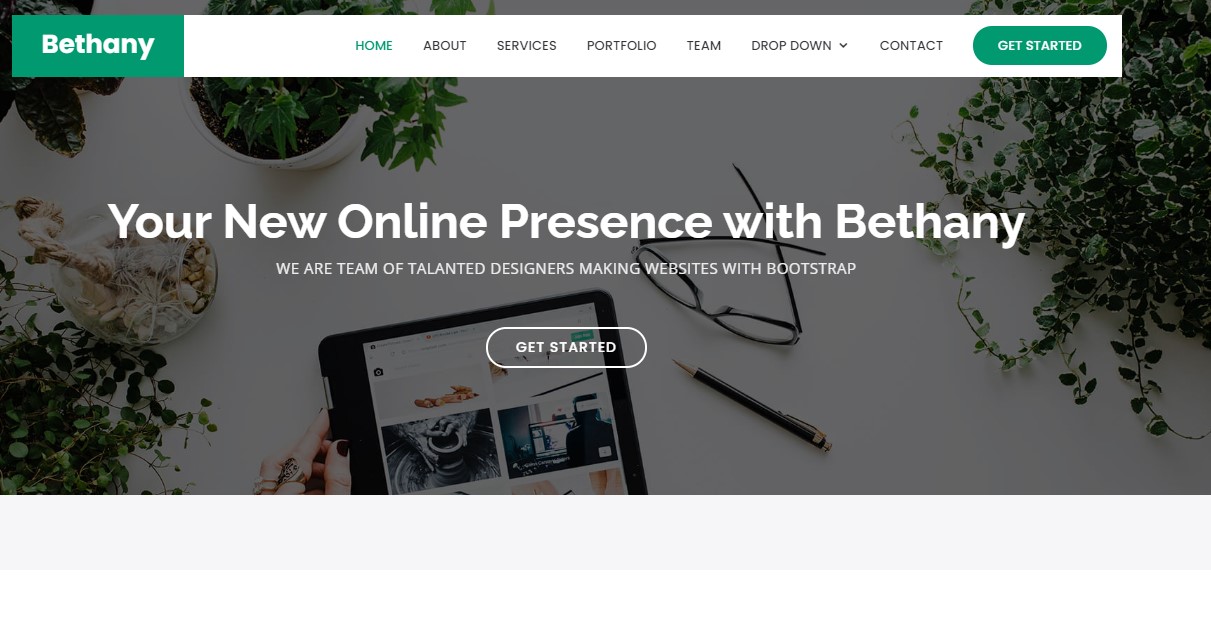 Bethany
HOME ABOUT SERVICES PORTFOLIO TEAM DROP DOWN CONTACT GET STARTED
Your New Online Presence with Bethany
WE ARE TEAM OF TALANTED DESIGNERS MAKING WEBSITES WITH BOOTSTRAP
GET STARTED